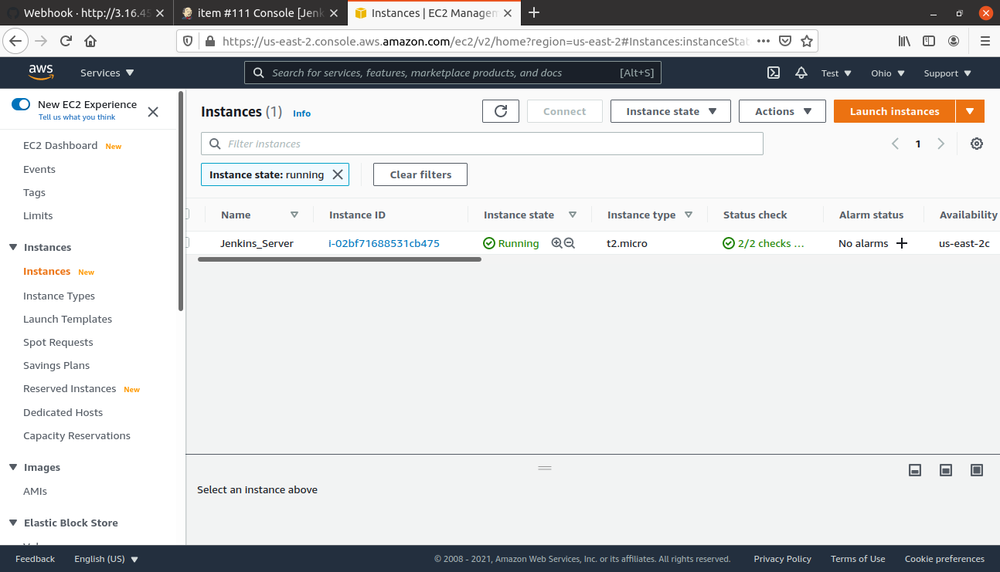 Webhook · http://3.16.45
item #111 Console [Jenk
Instances | EC2 Managem
https://us-east-2.console.aws.amazon.com/ec2/v2/home?region=us-east-2#Instances:instanceStat
aws
Services
Search for services, features, marketplace products, and docs
[Alt+S]
Test
Ohio
Support
New EC2 Experience
Tell us what you think
EC2 Dashboard New
Events
Tags
Limits
Instances
Instances New
Instance Types
Launch Templates
Spot Requests
Savings Plans
Reserved Instances New
Dedicated Hosts
Capacity Reservations
Images
AMIs
Elastic Block Store
Instances (1) Info
Connect
Instance state
Actions
Launch instances
Filter instances
1
Instance state: running
Clear filters
Name Instance ID Instance state Instance type Status check Alarm status Availability
Jenkins_Server i-02bf71688531cb475 Running t2.micro 2/2 checks … No alarms us-east-2c
Select an instance above
Feedback English (US) © 2008 - 2021, Amazon Web Services, Inc. or its affiliates. All rights reserved. Privacy Policy Terms of Use Cookie preferences